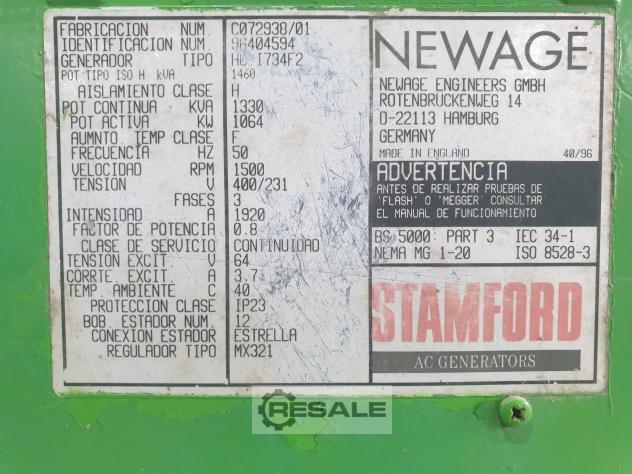 FABRICACION NUM. C072938/01
IDENTIFICACION NUM. 96404594
GENERADOR TIPO I734F2
POT TIPO ISO H kVA 1460
AISLAMIENTO CLASE H
POT CONTINUA KVA 1330
POT ACTIVA KW 1064
AUMNTO TEMP CLASE F
FRECUENCIA HZ 50
VELOCIDAD RPM 1500
TENSION V 400/231
FASES 3
INTENSIDAD A 1920
FACTOR DE POTENCIA 0.8
CLASE DE SERVICIO CONTINUIDAD
TENSION EXCIT. V 64
CORRTE EXCIT. A 3.7
TEMP. AMBIENTE C 40
PROTECCION CLASE IP23
BOB. ESTADOR NUM. 12
CONEXION ESTADOR ESTRELLA
REGULADOR TIPO MX321
NEWAGE
NEWAGE ENGINEERS GMBH
ROTENBRUCKENWEG 14
D-22113 HAMBURG
GERMANY
MADE IN ENGLAND 40/96
ADVERTENCIA
ANTES DE REALIZAR PRUEBAS DE
'FLASH' O 'MEGGER' CONSULTAR
EL MANUAL DE FUNCIONAMIENTO
BS 5000: PART 3 IEC 34-1
NEMA MG 1-20 ISO 8528-3
STAMFORD
AC GENERATORS
RESALE